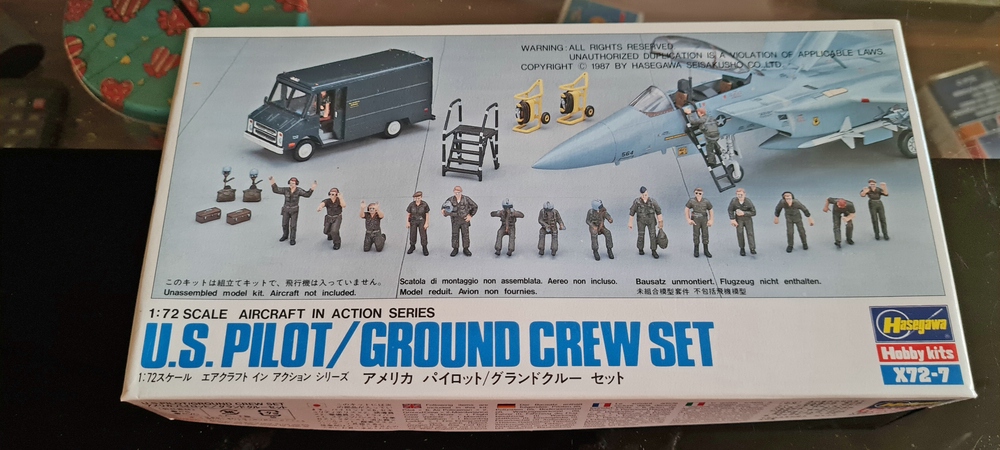 WARNING: ALL RIGHTS RESERVED
UNAUTHORIZED DUPLICATION IS A VIOLATION OF APPLICABLE LAWS.
COPYRIGHT © 1987 BY HASEGAWA SEISAKUSHO CO., LTD.
564
このキットは組立てキットで、飛行機は入っていません。
Unassembled model kit. Aircraft not included.
Scatola di montaggio non assemblata. Aereo non incluso.
Model reduit. Avion non fournies.
Bausatz unmontiert. Flugzeug nicht enthalten.
未組合模型套件 不包括飛機模型
1:72 SCALE AIRCRAFT IN ACTION SERIES
U.S. PILOT/GROUND CREW SET
1:72スケール エアクラフト イン アクション シリーズ アメリカ パイロット/グランドクルー セット
Hasegawa
Hobby kits
X72-7